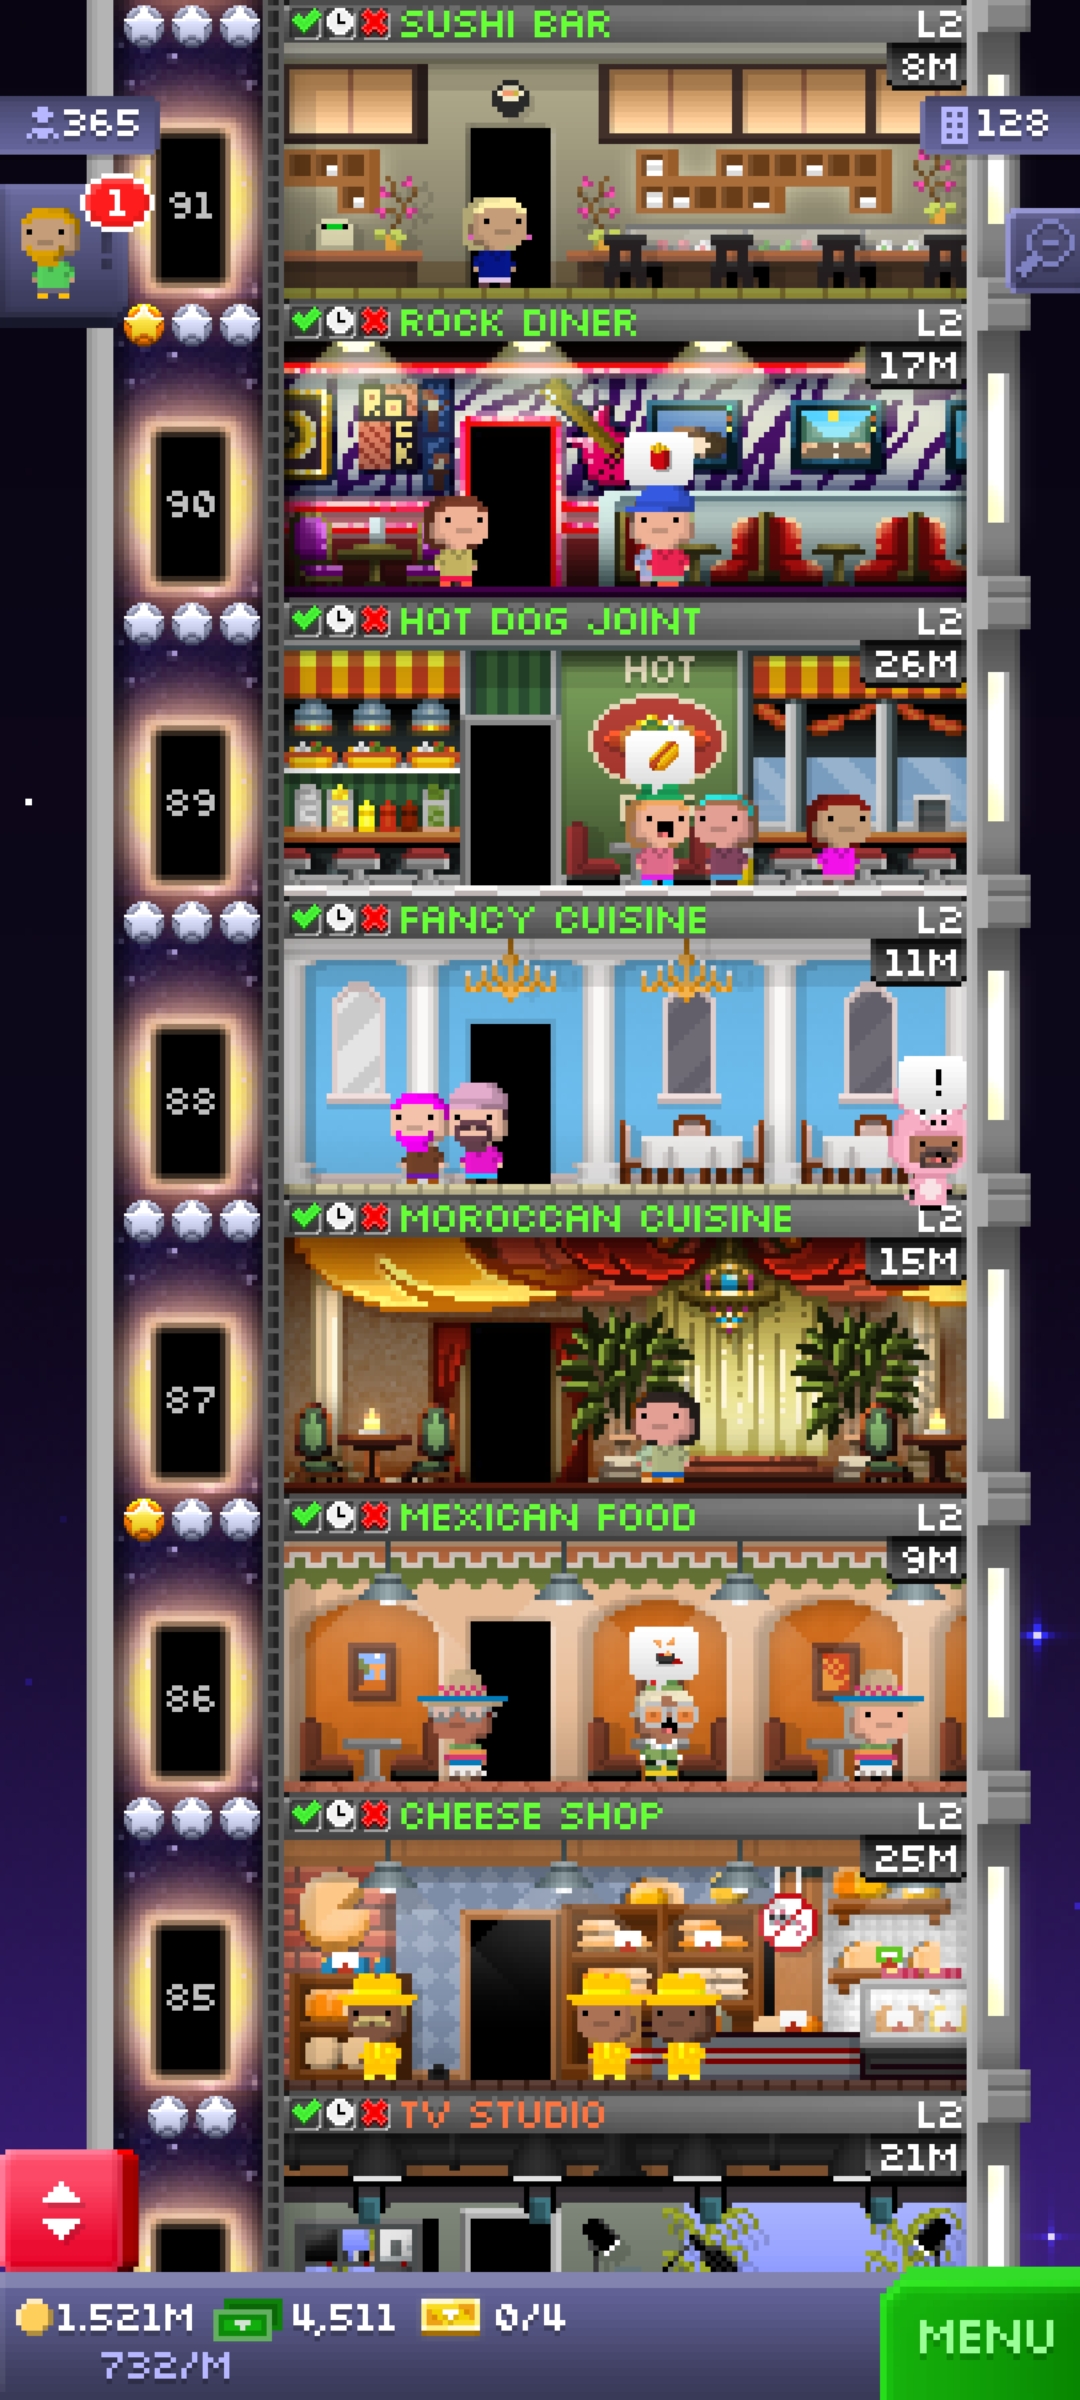 SUSHI BAR L2
8M
365
128
1
91
ROCK DINER L2
17M
ROCK
90
HOT DOG JOINT L2
26M
HOT
89
FANCY CUISINE L2
11M
!
88
MOROCCAN CUISINE L2
15M
87
MEXICAN FOOD L2
9M
86
CHEESE SHOP L2
25M
85
TV STUDIO L2
21M
1.521M 4,511 0/4
732/M
MENU